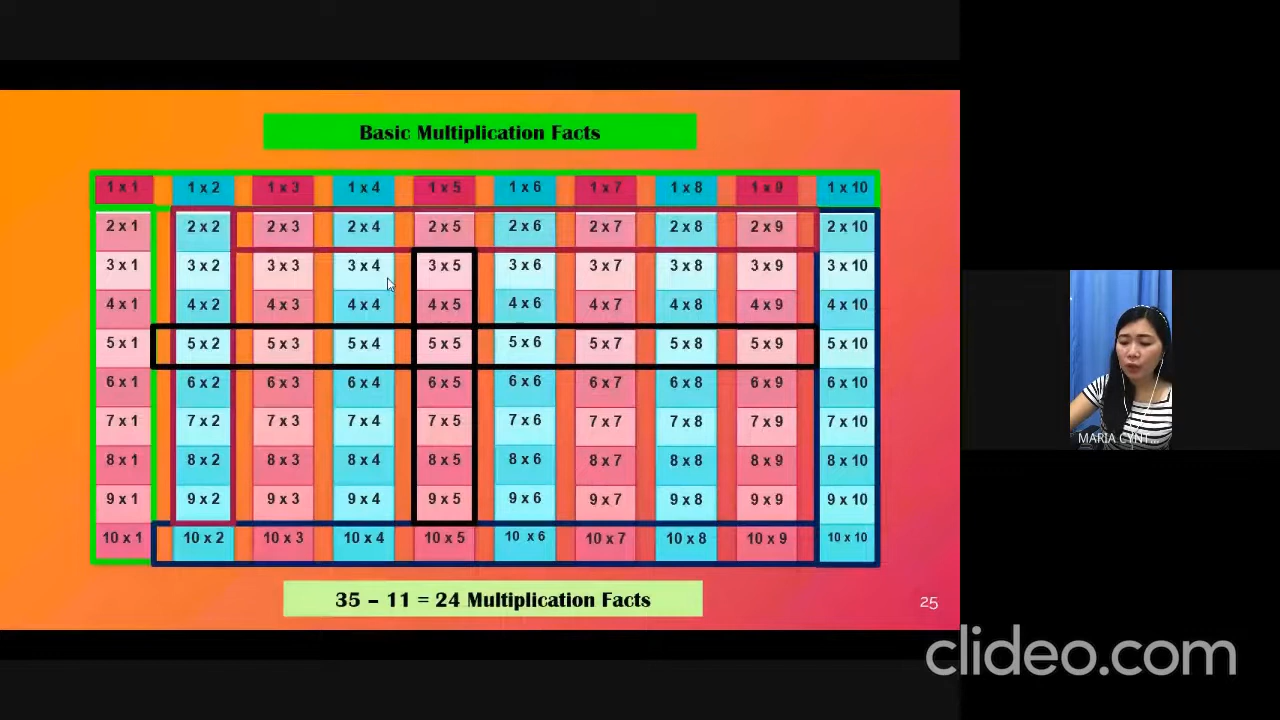 Basic Multiplication Facts
1 x 1 1 x 2 1 x 3 1 x 4 1 x 5 1 x 6 1 x 7 1 x 8 1 x 9 1 x 10
2 x 1 2 x 2 2 x 3 2 x 4 2 x 5 2 x 6 2 x 7 2 x 8 2 x 9 2 x 10
3 x 1 3 x 2 3 x 3 3 x 4 3 x 5 3 x 6 3 x 7 3 x 8 3 x 9 3 x 10
4 x 1 4 x 2 4 x 3 4 x 4 4 x 5 4 x 6 4 x 7 4 x 8 4 x 9 4 x 10
5 x 1 5 x 2 5 x 3 5 x 4 5 x 5 5 x 6 5 x 7 5 x 8 5 x 9 5 x 10
6 x 1 6 x 2 6 x 3 6 x 4 6 x 5 6 x 6 6 x 7 6 x 8 6 x 9 6 x 10
7 x 1 7 x 2 7 x 3 7 x 4 7 x 5 7 x 6 7 x 7 7 x 8 7 x 9 7 x 10
8 x 1 8 x 2 8 x 3 8 x 4 8 x 5 8 x 6 8 x 7 8 x 8 8 x 9 8 x 10
9 x 1 9 x 2 9 x 3 9 x 4 9 x 5 9 x 6 9 x 7 9 x 8 9 x 9 9 x 10
10 x 1 10 x 2 10 x 3 10 x 4 10 x 5 10 x 6 10 x 7 10 x 8 10 x 9 10 x 10
35 – 11 = 24 Multiplication Facts
25
MARIA CYNT...
clideo.com